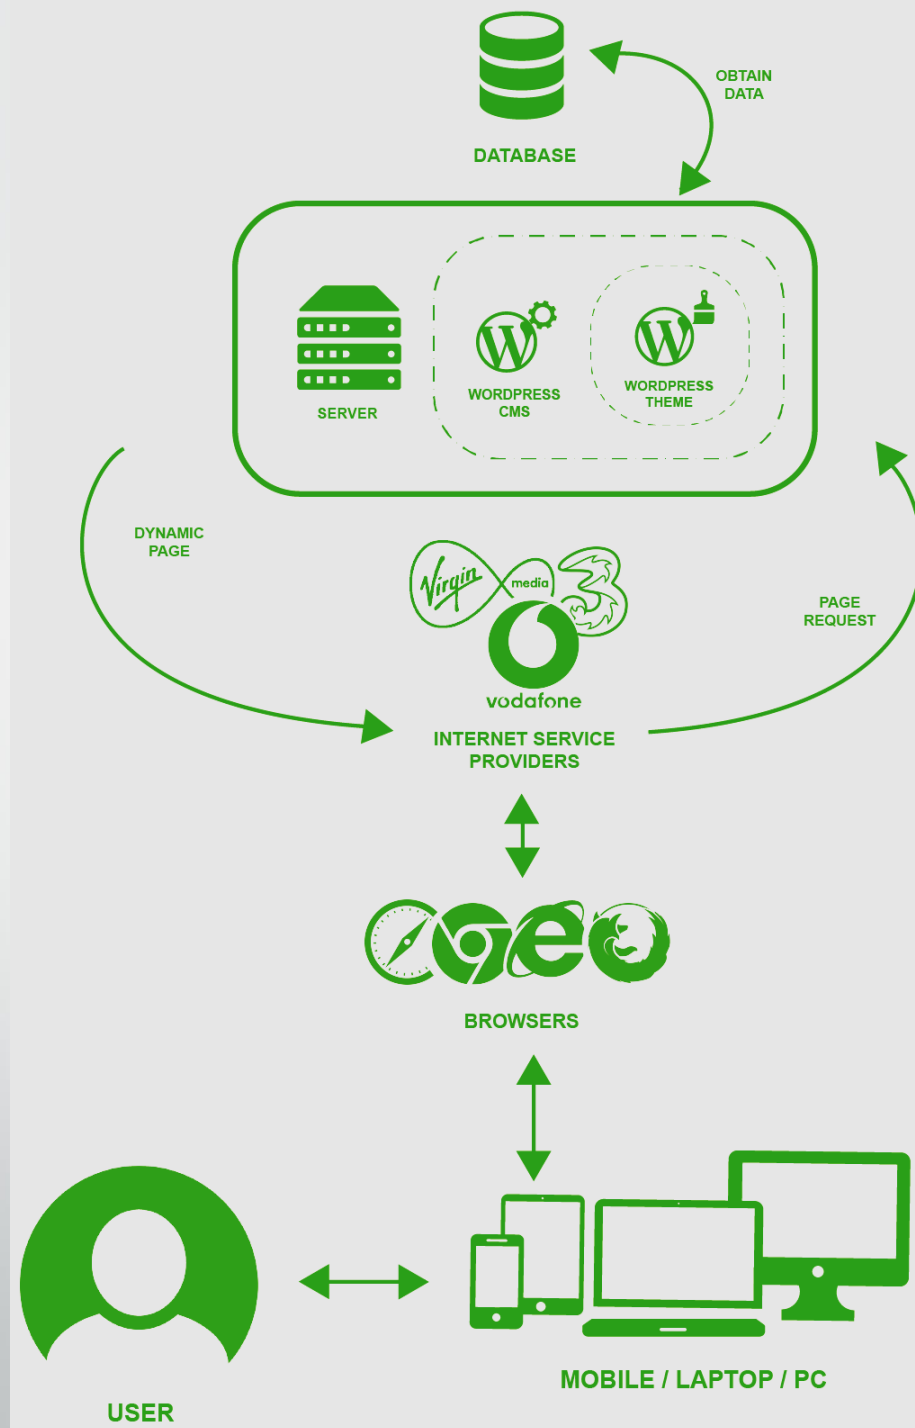 OBTAIN
DATA
DATABASE
SERVER
WORDPRESS
CMS
WORDPRESS
THEME
DYNAMIC
PAGE
Virgin
media
3
vodafone
PAGE
REQUEST
INTERNET SERVICE
PROVIDERS
BROWSERS
MOBILE / LAPTOP / PC
USER